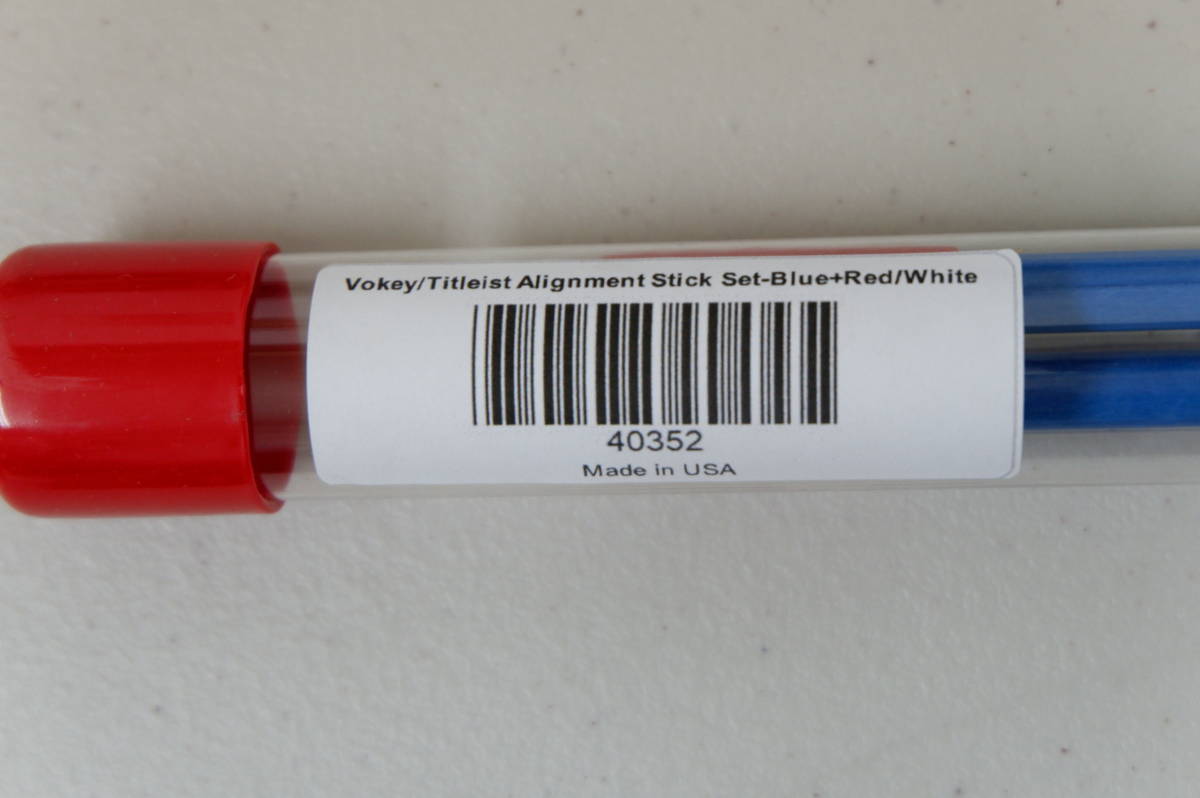 Vokey/Titleist Alignment Stick Set-Blue+Red/White
40352
Made in USA